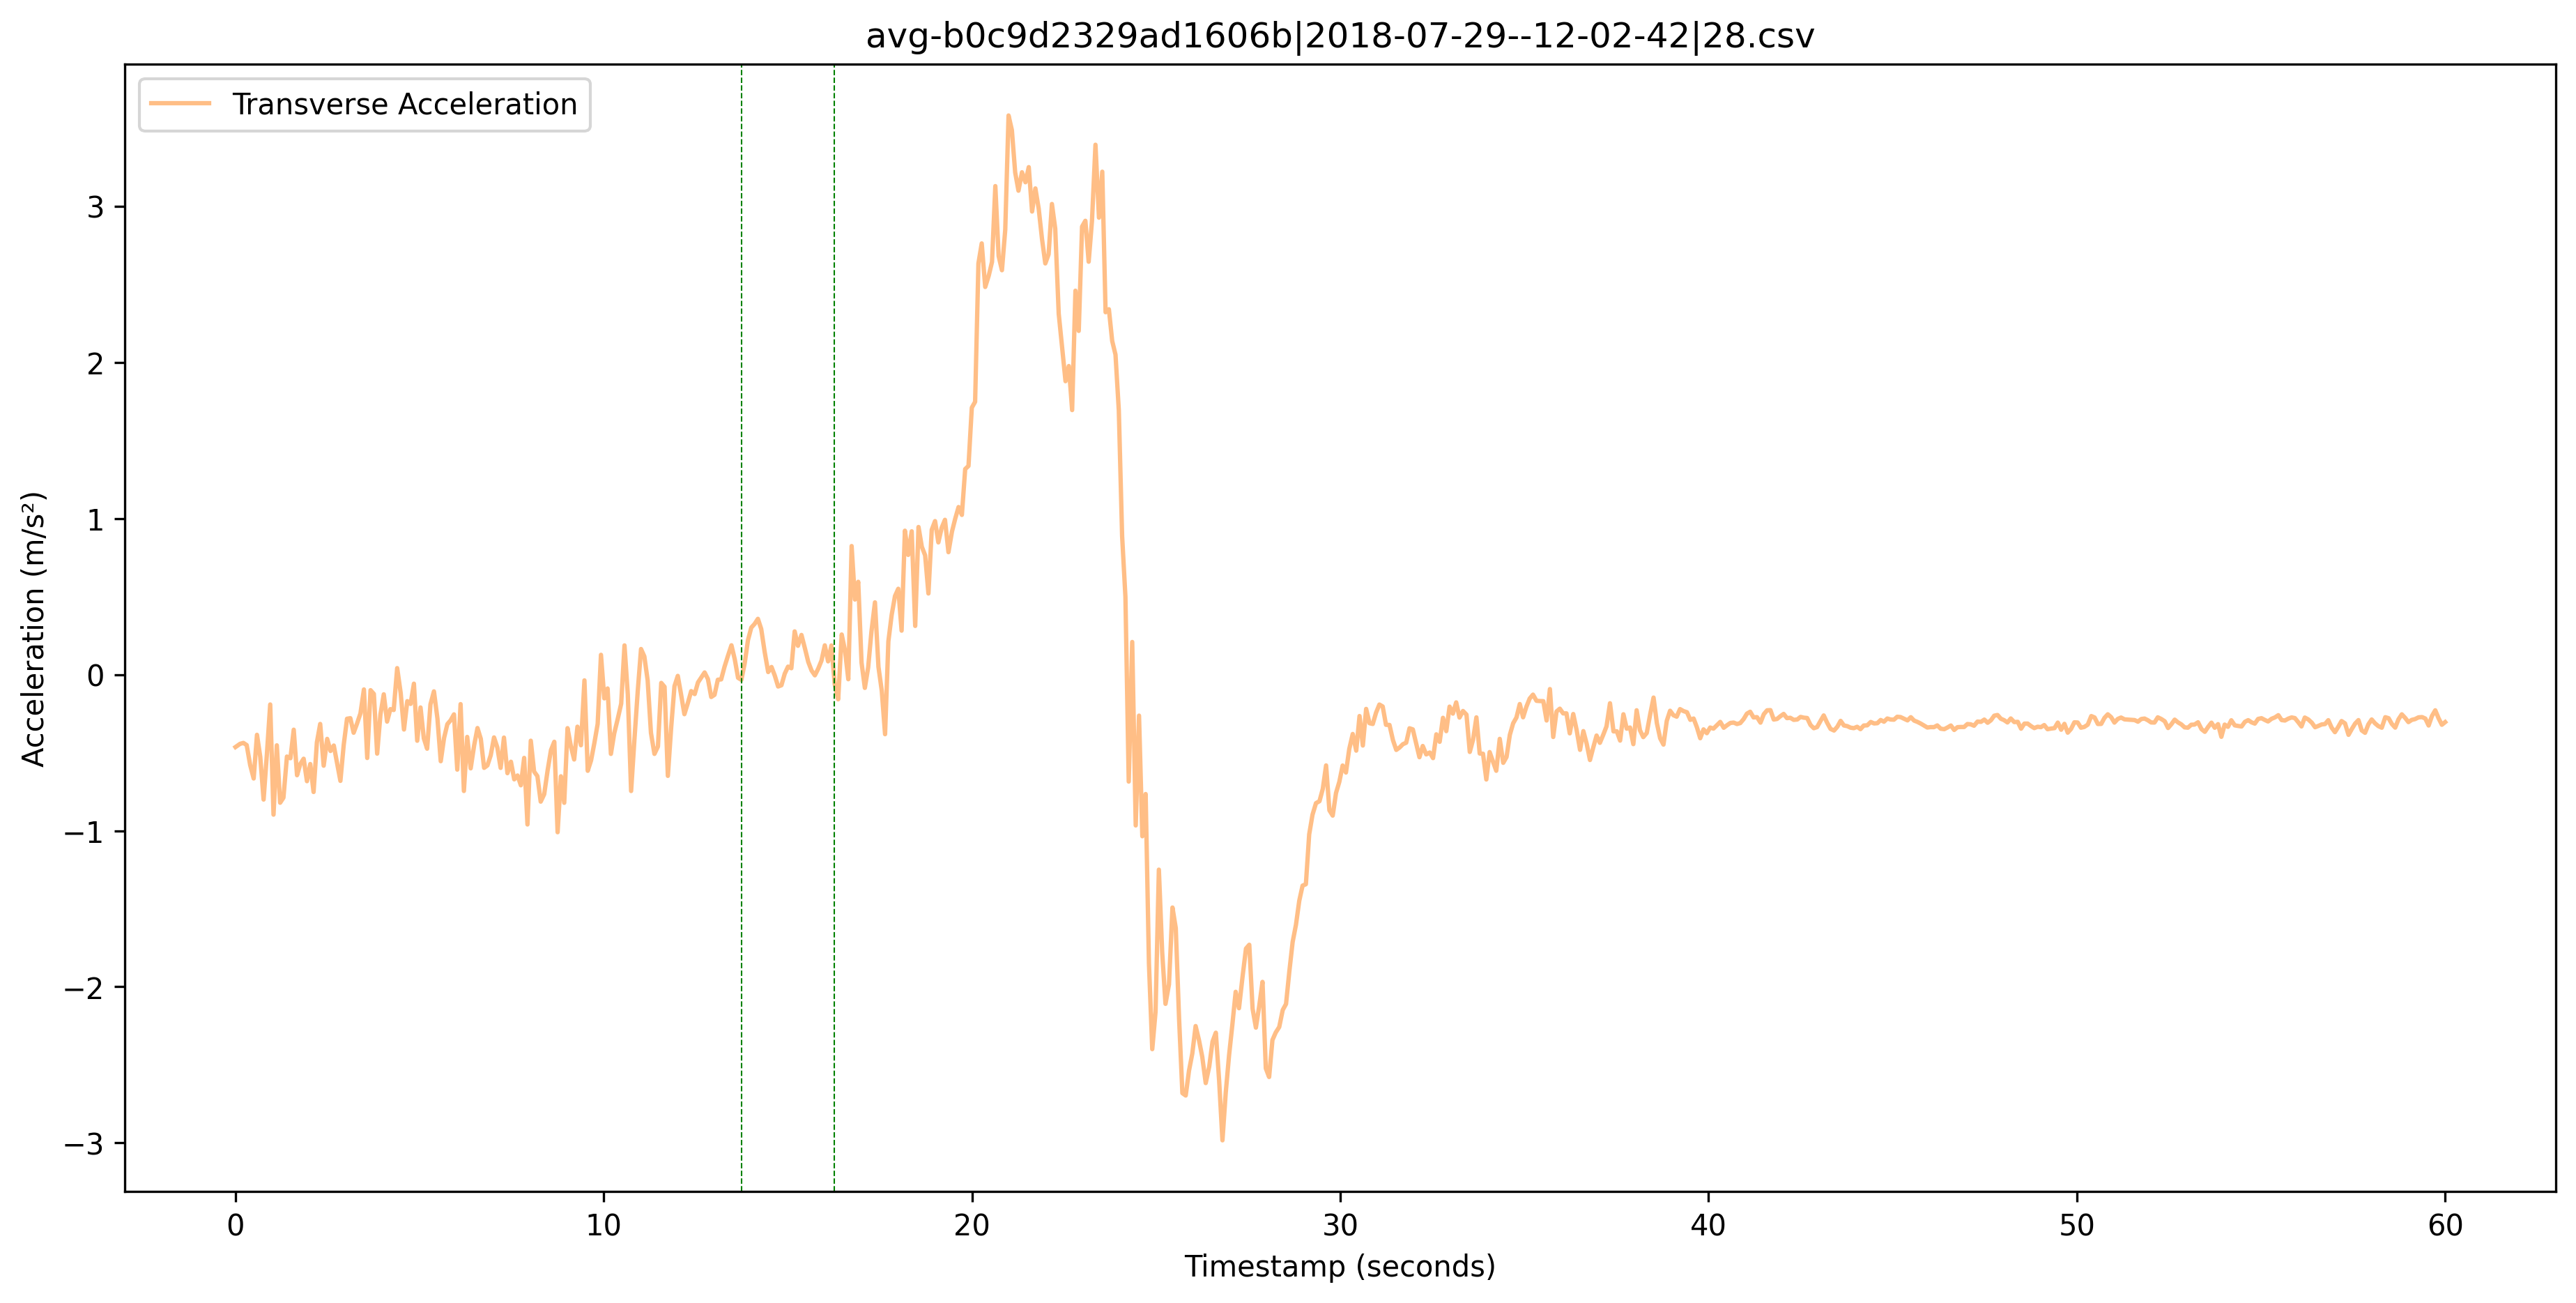 avg-b0c9d2329ad1606b|2018-07-29--12-02-42|28.csv
Transverse Acceleration
Acceleration (m/s²)
3
2
1
0
−1
−2
−3
0 10 20 30 40 50 60
Timestamp (seconds)